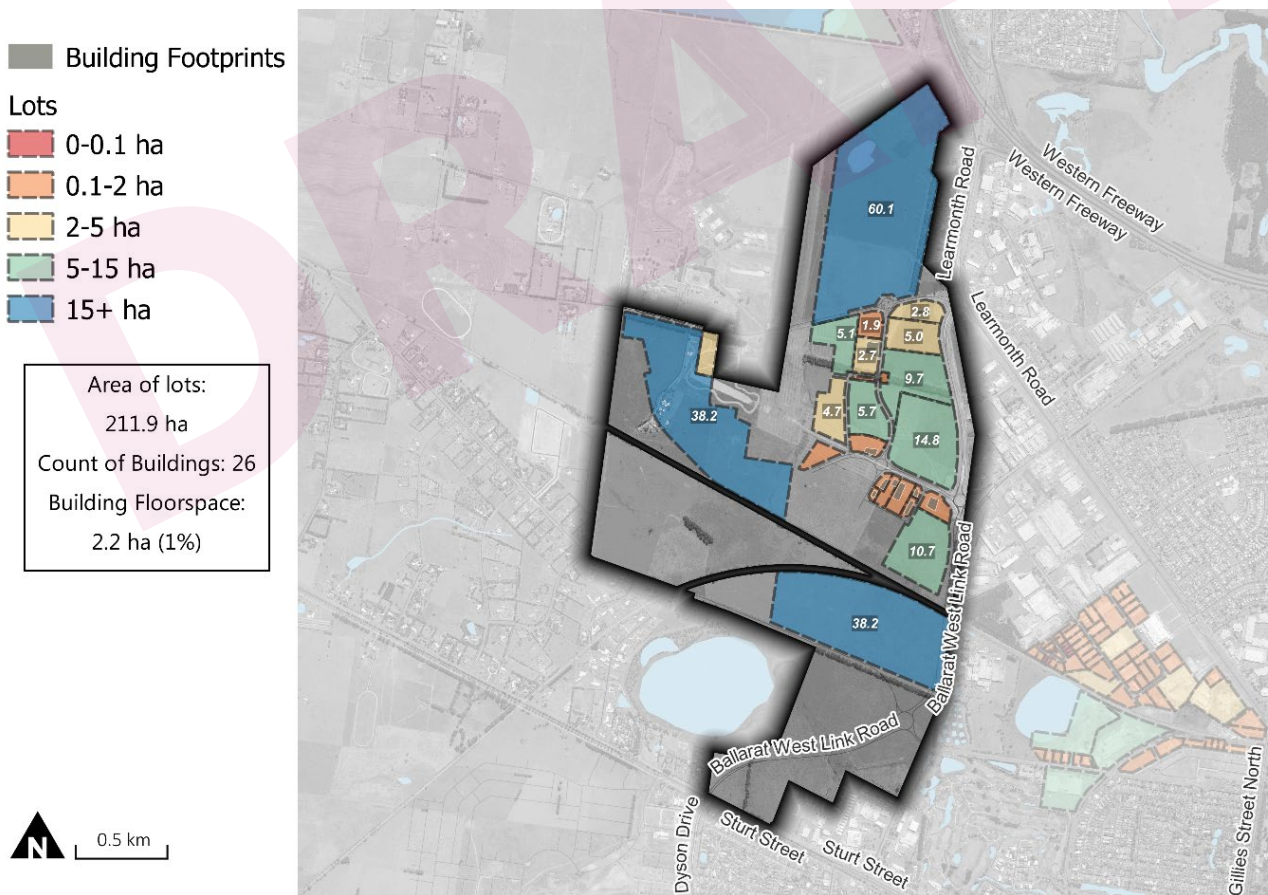 DRA
Building Footprints
Lots
0-0.1 ha
0.1-2 ha
2-5 ha
5-15 ha
15+ ha
Area of lots:
211.9 ha
Count of Buildings: 26
Building Floorspace:
2.2 ha (1%)
N
0.5 km
Western Freeway
Western Freeway
Learmonth Road
Learmonth Road
60.1
2.8
1.9
5.1
5.0
2.7
9.7
38.2
4.7
5.7
14.8
10.7
38.2
Ballarat West Link Road
Ballarat West Link Road
Dyson Drive
Sturt Street
Sturt Street
Gillies Street North